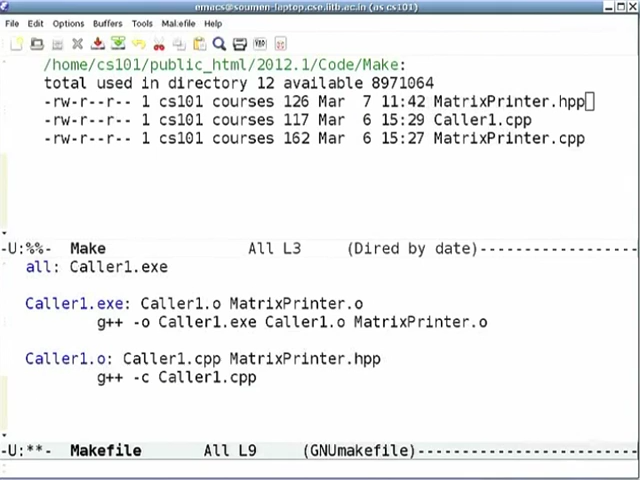 emacs@soumen-laptop.cse.iitb.ac.in (as cs101)
File Edit Options Buffers Tools Makefile Help
/home/cs101/public_html/2012.1/Code/Make:
total used in directory 12 available 8971064
-rw-r--r-- 1 cs101 courses 126 Mar  7 11:42 MatrixPrinter.hpp
-rw-r--r-- 1 cs101 courses 117 Mar  6 15:29 Caller1.cpp
-rw-r--r-- 1 cs101 courses 162 Mar  6 15:27 MatrixPrinter.cpp
-U:%%-  Make                All L3     (Dired by date)------------------
all: Caller1.exe
Caller1.exe: Caller1.o MatrixPrinter.o
        g++ -o Caller1.exe Caller1.o MatrixPrinter.o
Caller1.o: Caller1.cpp MatrixPrinter.hpp
        g++ -c Caller1.cpp
-U:**-  Makefile       All L9     (GNUmakefile)-------------------------